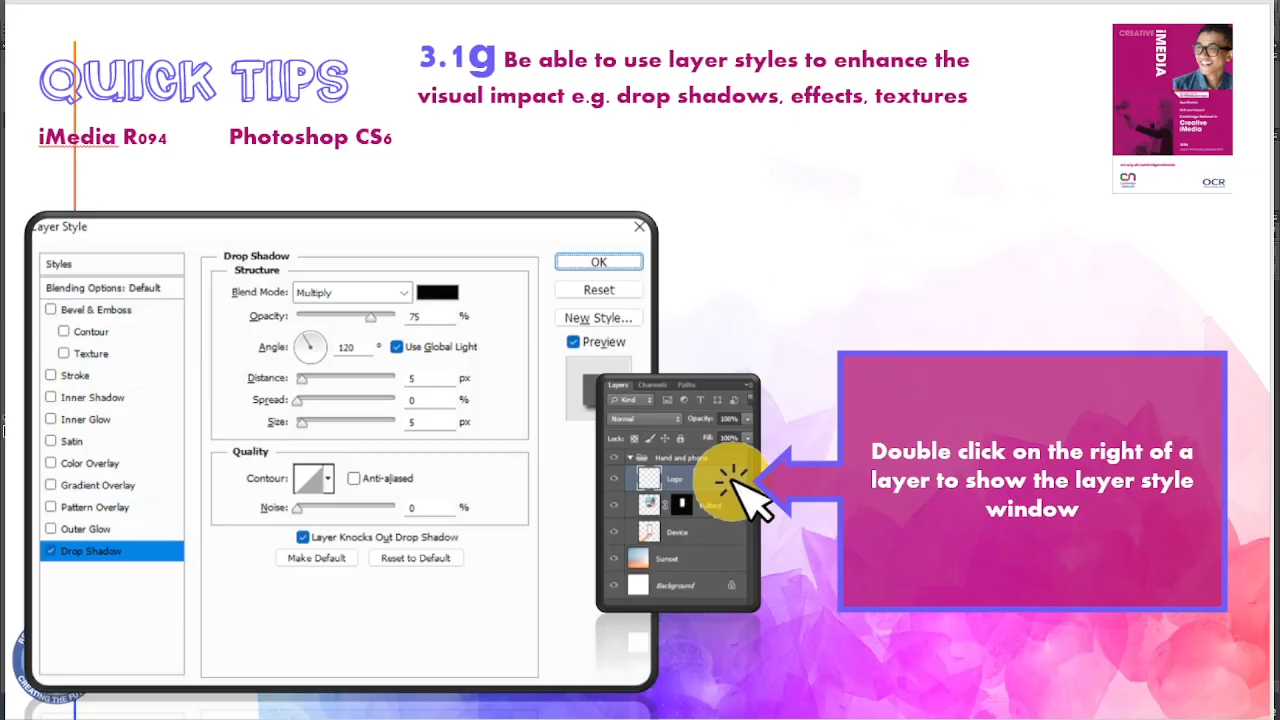 QUICK TIPS
iMedia R094
Photoshop CS6
3.1g Be able to use layer styles to enhance the
visual impact e.g. drop shadows, effects, textures
CREATIVE
iMEDIA
Creative
iMedia
OCR
Layer Style
Styles
Blending Options: Default
Bevel & Emboss
Contour
Texture
Stroke
Inner Shadow
Inner Glow
Satin
Color Overlay
Gradient Overlay
Pattern Overlay
Outer Glow
Drop Shadow
Drop Shadow
Structure
Blend Mode: Multiply
Opacity: 75 %
Angle: 120 ° Use Global Light
Distance: 5 px
Spread: 0 %
Size: 5 px
Quality
Contour: Anti-aliased
Noise: 0 %
Layer Knocks Out Drop Shadow
Make Default Reset to Default
OK
Reset
New Style...
Preview
Layers Channels Paths
Kind
Normal Opacity: 100%
Lock: Fill: 100%
Hand and phone
Logo
Device
Sunset
Background
Double click on the right of a
layer to show the layer style
window
CREATING THE FU